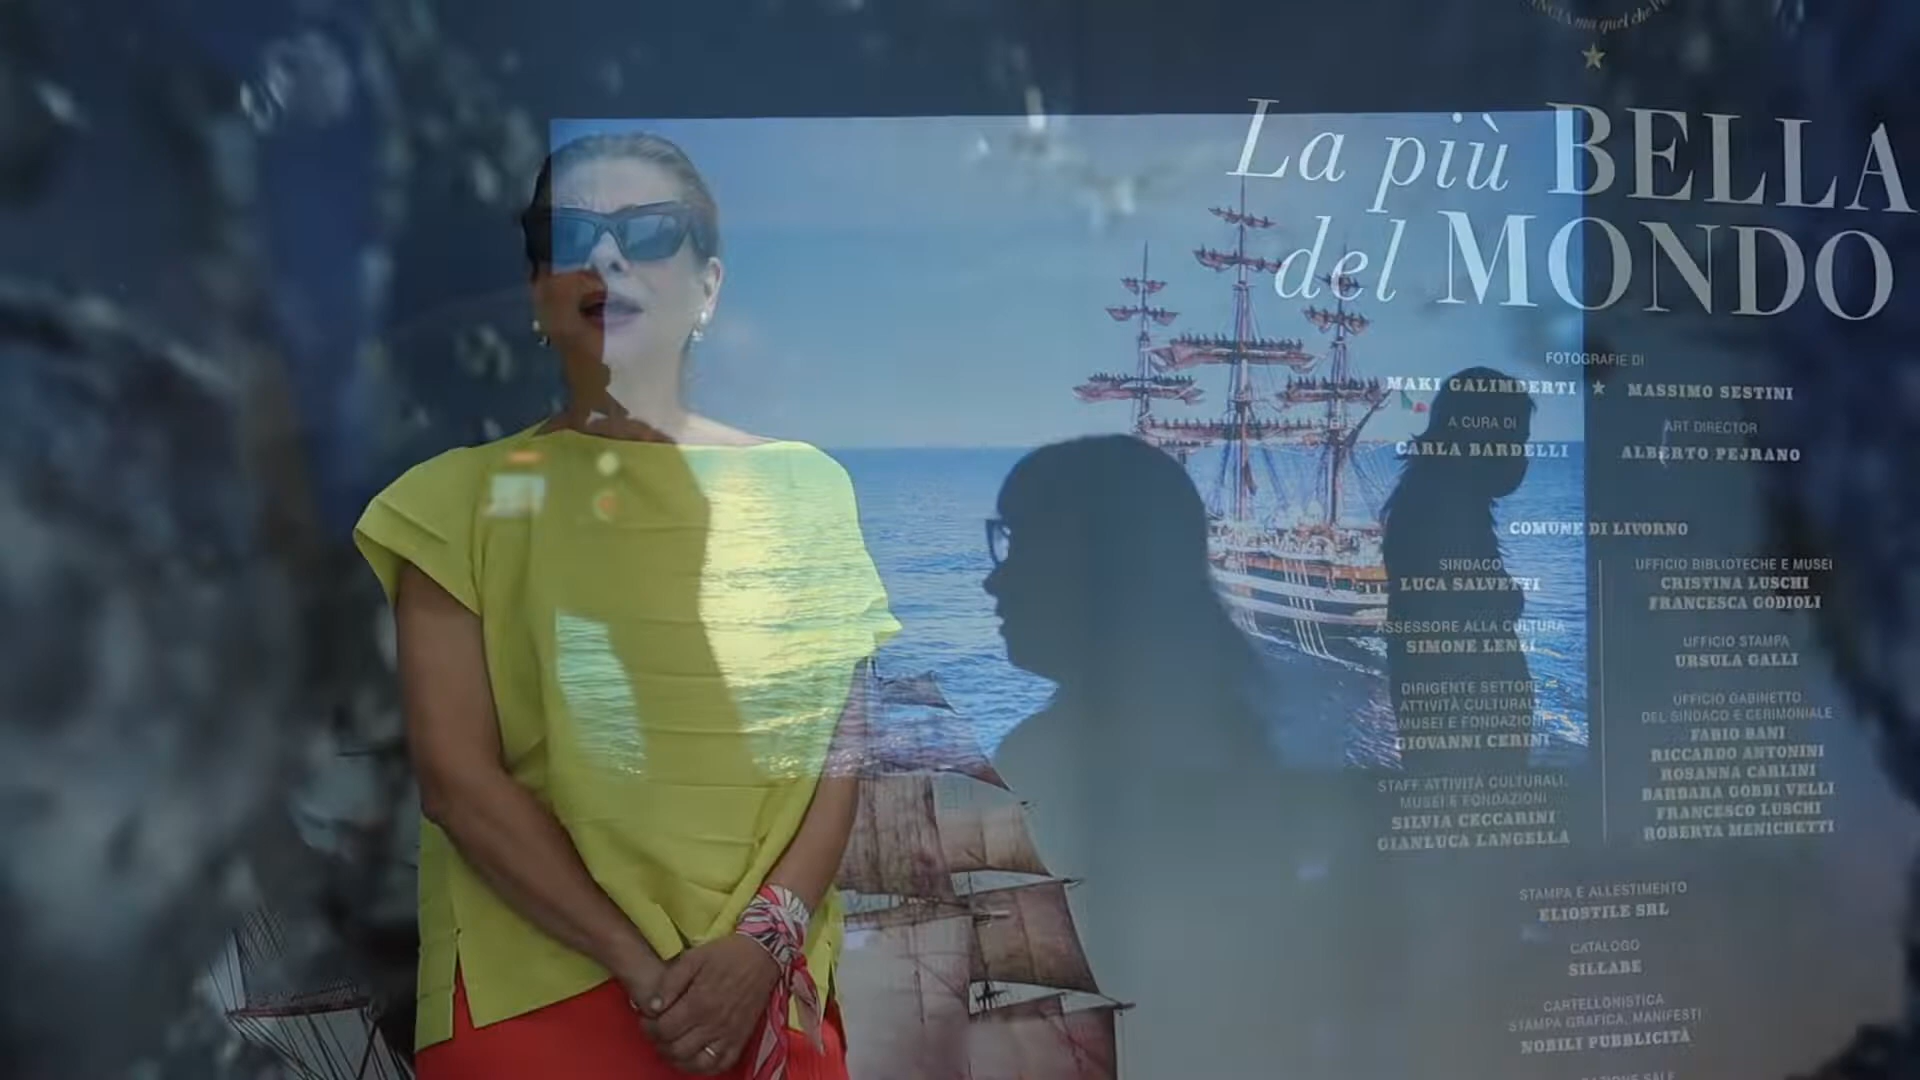 ma quel che
La più BELLA
del MONDO
FOTOGRAFIE DI
MAKI GALIMBERTI ★ MASSIMO SESTINI
A CURA DI
CARLA BARDELLI
ART DIRECTOR
ALBERTO PEJRANO
COMUNE DI LIVORNO
SINDACO
LUCA SALVETTI
ASSESSORE ALLA CULTURA
SIMONE LENZI
DIRIGENTE SETTORE
ATTIVITÀ CULTURALI,
MUSEI E FONDAZIONI
GIOVANNI CERINI
STAFF ATTIVITÀ CULTURALI,
MUSEI E FONDAZIONI
SILVIA CECCARINI
GIANLUCA LANGELLA
UFFICIO BIBLIOTECHE E MUSEI
CRISTINA LUSCHI
FRANCESCA GODIOLI
UFFICIO STAMPA
URSULA GALLI
UFFICIO GABINETTO
DEL SINDACO E CERIMONIALE
FABIO BANI
RICCARDO ANTONINI
ROSANNA CARLINI
BARBARA GOBBI VELLI
FRANCESCO LUSCHI
ROBERTA MENICHETTI
STAMPA E ALLESTIMENTO
ELIOSTILE SRL
CATALOGO
SILLABE
CARTELLONISTICA,
STAMPA GRAFICA, MANIFESTI
NOBILI PUBBLICITÀ
SALE